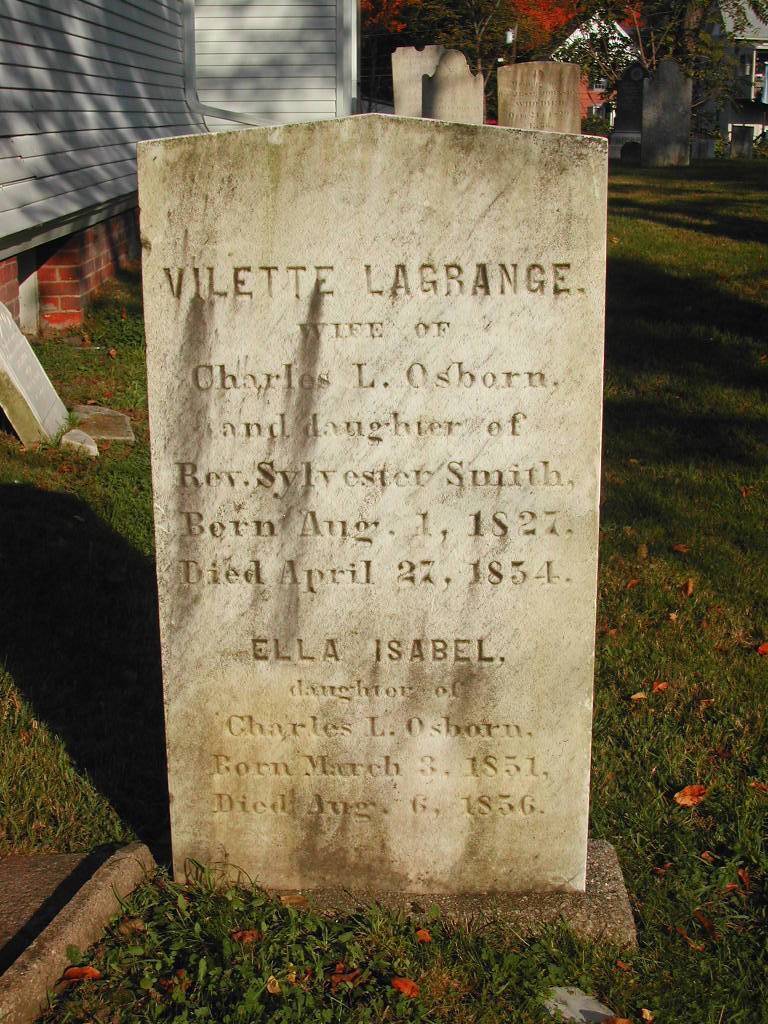 VILETTE LAGRANGE.
WIFE OF
Charles L. Osborn,
and daughter of
Rev. Sylvester Smith,
Born Aug. 1, 1827.
Died April 27, 1854.
ELLA ISABEL,
daughter of
Charles L. Osborn,
Born March 3, 1851,
Died Aug. 6, 1856.